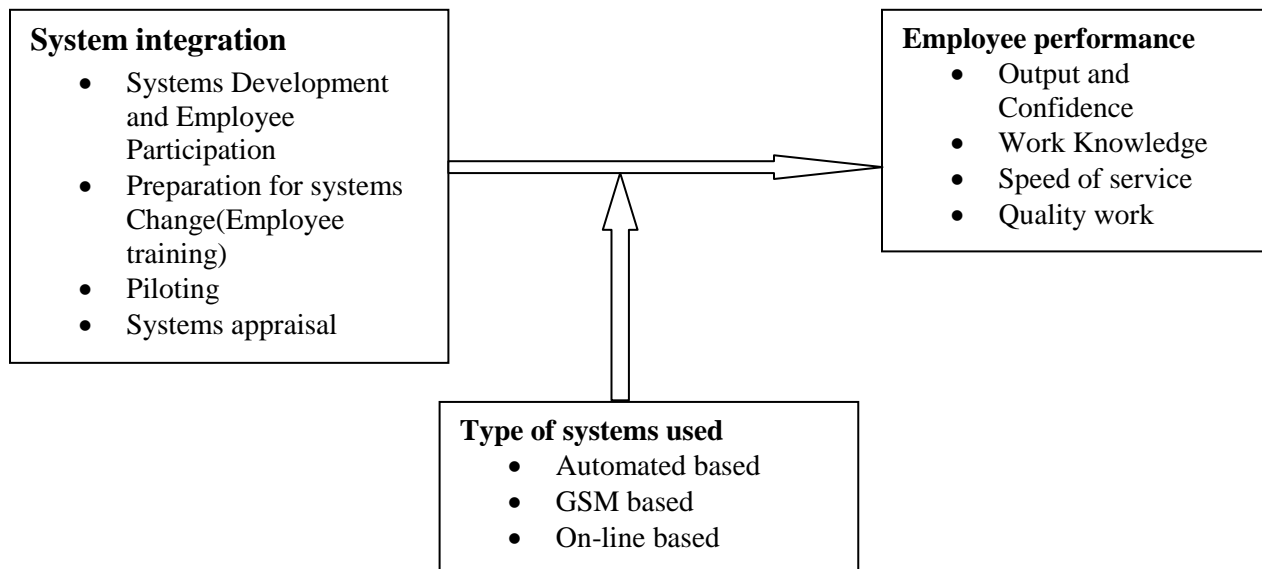 System integration
• Systems Development
and Employee
Participation
• Preparation for systems
Change(Employee
training)
• Piloting
• Systems appraisal
Employee performance
• Output and
Confidence
• Work Knowledge
• Speed of service
• Quality work
Type of systems used
• Automated based
• GSM based
• On-line based